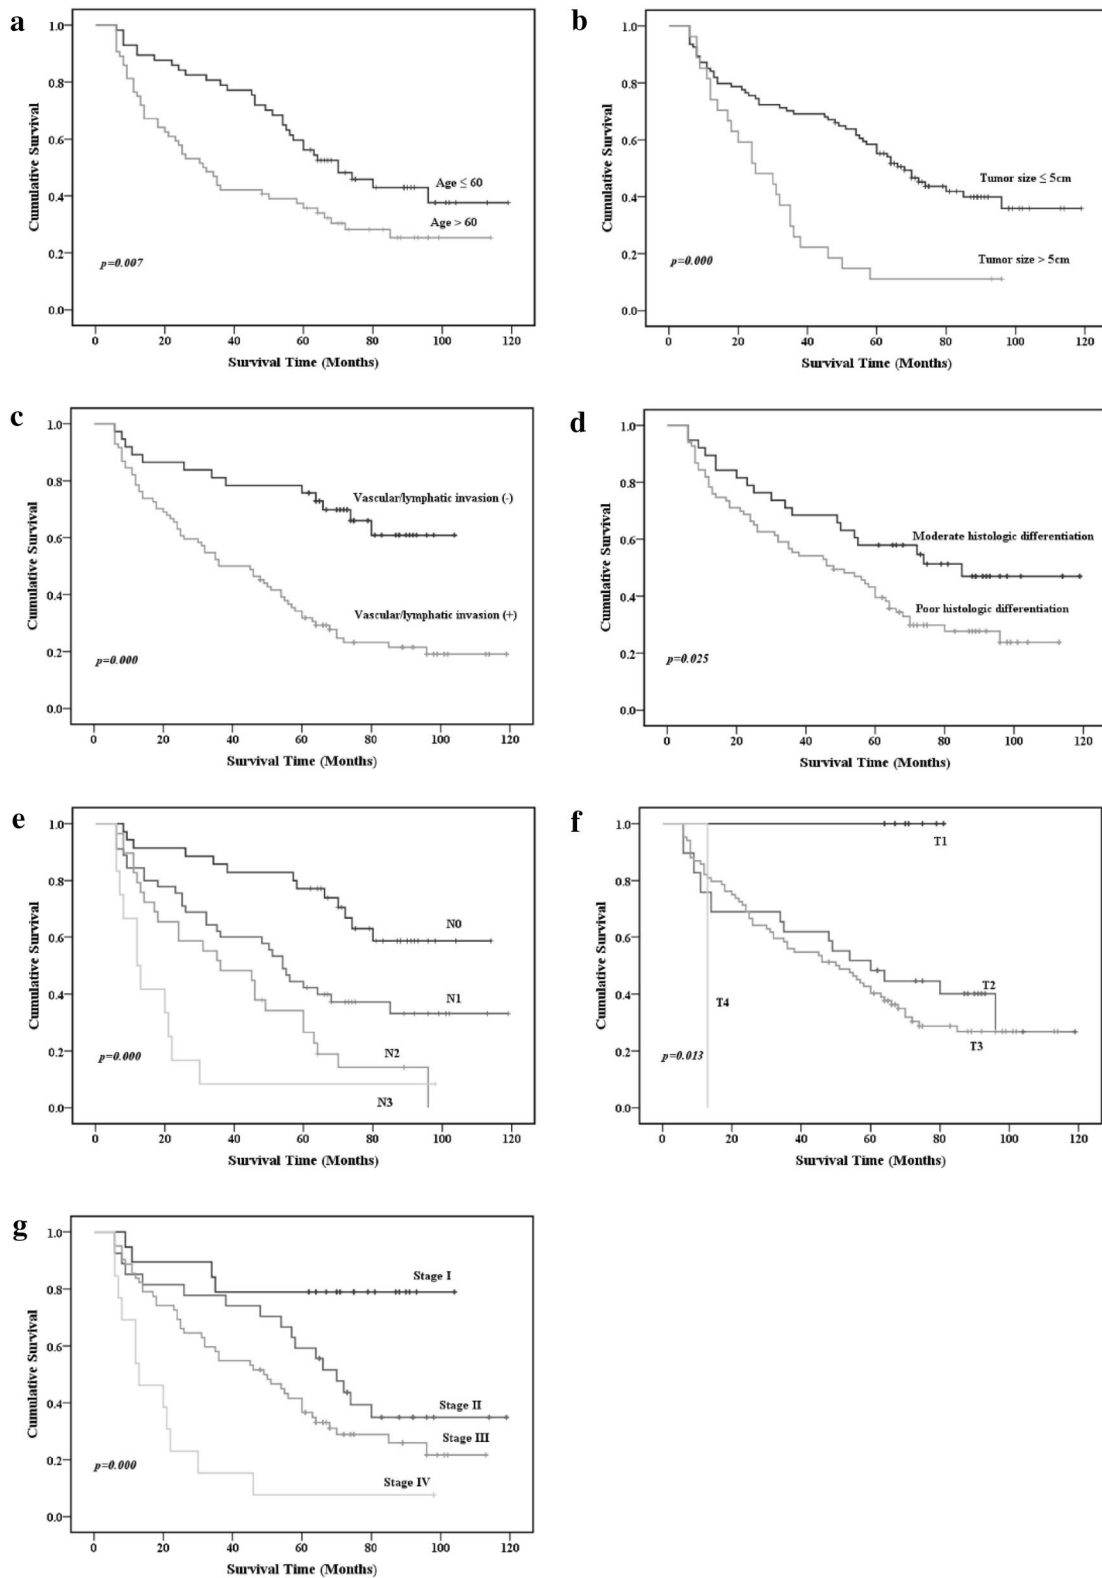 a
1.0
0.8
0.6
0.4
0.2
0.0
Cumulative Survival
Age ≤ 60
Age > 60
p=0.007
0 20 40 60 80 100 120
Survival Time (Months)
b
1.0
0.8
0.6
0.4
0.2
0.0
Cumulative Survival
Tumor size ≤ 5cm
Tumor size > 5cm
p=0.000
0 20 40 60 80 100 120
Survival Time (Months)
c
1.0
0.8
0.6
0.4
0.2
0.0
Cumulative Survival
Vascular/lymphatic invasion (-)
Vascular/lymphatic invasion (+)
p=0.000
0 20 40 60 80 100 120
Survival Time (Months)
d
1.0
0.8
0.6
0.4
0.2
0.0
Cumulative Survival
Moderate histologic differentiation
Poor histologic differentiation
p=0.025
0 20 40 60 80 100 120
Survival Time (Months)
e
1.0
0.8
0.6
0.4
0.2
0.0
Cumulative Survival
N0
N1
N2
N3
p=0.000
0 20 40 60 80 100 120
Survival Time (Months)
f
1.0
0.8
0.6
0.4
0.2
0.0
Cumulative Survival
T1
T2
T4
T3
p=0.013
0 20 40 60 80 100 120
Survival Time (Months)
g
1.0
0.8
0.6
0.4
0.2
0.0
Cumulative Survival
Stage I
Stage II
Stage III
Stage IV
p=0.000
0 20 40 60 80 100 120
Survival Time (Months)